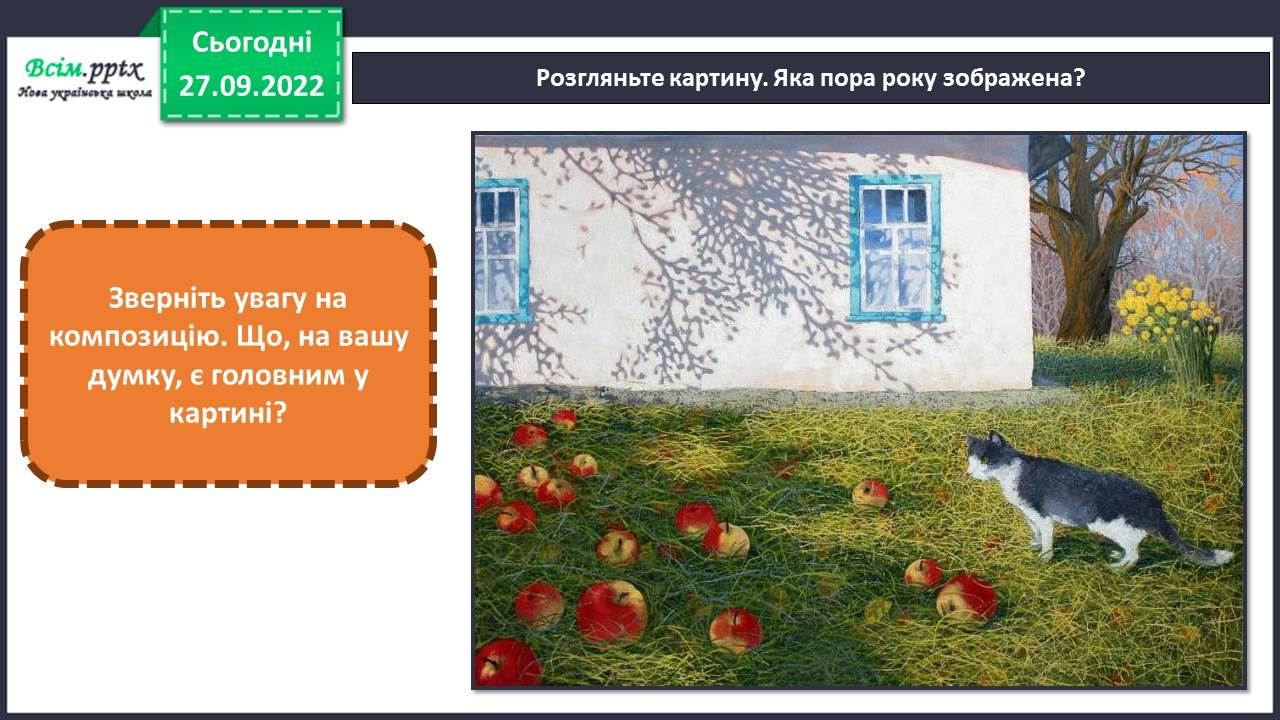 Сьогодні
27.09.2022
Всім.pptx
Нова українська школа
Розгляньте картину. Яка пора року зображена?
Зверніть увагу на
композицію. Що, на вашу
думку, є головним у
картині?